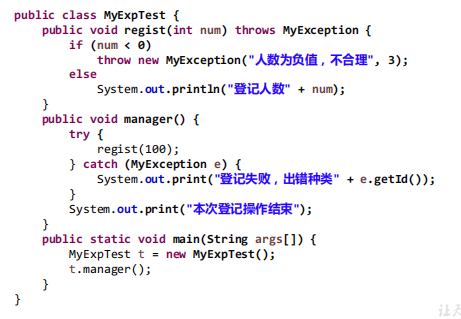 public class MyExpTest {
    public void regist(int num) throws MyException {
        if (num < 0)
            throw new MyException("人数为负值，不合理", 3);
        else
            System.out.println("登记人数" + num);
    }
    public void manager() {
        try {
            regist(100);
        } catch (MyException e) {
            System.out.print("登记失败，出错种类" + e.getId());
        }
        System.out.print("本次登记操作结束");
    }
    public static void main(String args[]) {
        MyExpTest t = new MyExpTest();
        t.manager();
    }
}